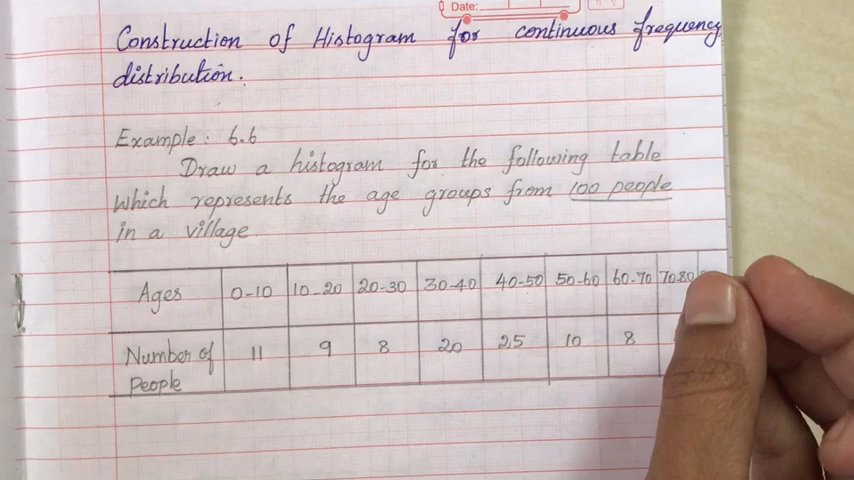 Date:
Construction of Histogram for continuous frequency
distribution.
Example: 6.6
Draw a histogram for the following table
which represents the age groups from 100 people
in a village
Ages 0-10 10-20 20-30 30-40 40-50 50-60 60-70 70-80
Number of People 11 9 8 20 25 10 8